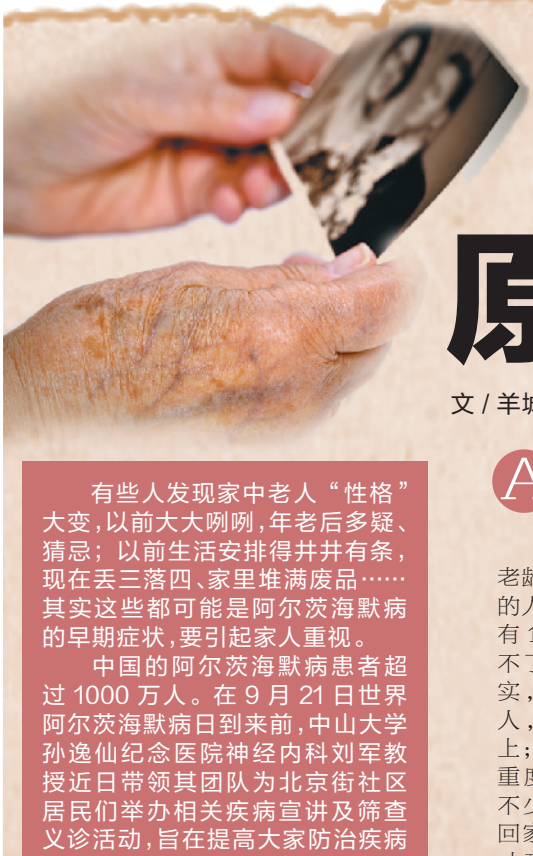 原
文 / 羊城
有些人发现家中老人“性格”
大变,以前大大咧咧,年老后多疑、
猜忌；以前生活安排得井井有条，
现在丢三落四、家里堆满废品……
其实这些都可能是阿尔茨海默病
的早期症状,要引起家人重视。
中国的阿尔茨海默病患者超
过 1000 万人。在 9 月 21 日世界
阿尔茨海默病日到来前,中山大学
孙逸仙纪念医院神经内科刘军教
授近日带领其团队为北京街社区
居民们举办相关疾病宣讲及筛查
义诊活动,旨在提高大家防治疾病
A
老龄
的人
有 1
不了
实，
人，
上；
重度
不少
回家